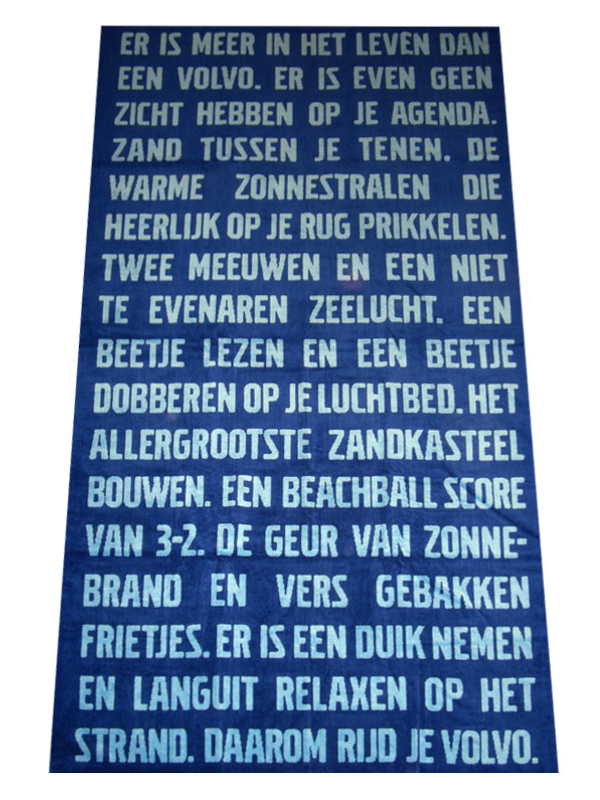 ER IS MEER IN HET LEVEN DAN
EEN VOLVO. ER IS EVEN GEEN
ZICHT HEBBEN OP JE AGENDA.
ZAND TUSSEN JE TENEN. DE
WARME ZONNESTRALEN DIE
HEERLIJK OP JE RUG PRIKKELEN.
TWEE MEEUWEN EN EEN NIET
TE EVENAREN ZEELUCHT. EEN
BEETJE LEZEN EN EEN BEETJE
DOBBEREN OP JE LUCHTBED. HET
ALLERGROOTSTE ZANDKASTEEL
BOUWEN. EEN BEACHBALL SCORE
VAN 3-2. DE GEUR VAN ZONNE-
BRAND EN VERS GEBAKKEN
FRIETJES. ER IS EEN DUIK NEMEN
EN LANGUIT RELAXEN OP HET
STRAND. DAAROM RIJD JE VOLVO.